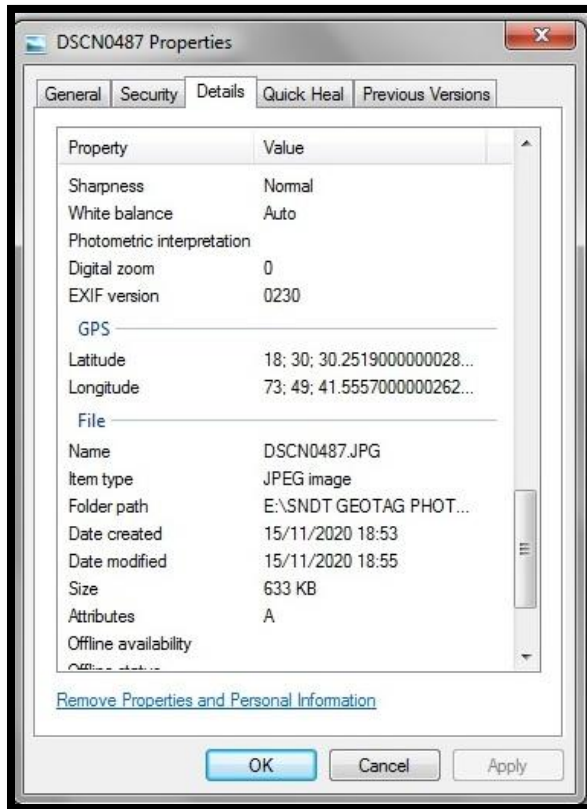 DSCN0487 Properties
General Security Details Quick Heal Previous Versions
Property Value
Sharpness Normal
White balance Auto
Photometric interpretation
Digital zoom 0
EXIF version 0230
GPS
Latitude 18; 30; 30.2519000000028...
Longitude 73; 49; 41.5557000000262...
File
Name DSCN0487.JPG
Item type JPEG image
Folder path E:\SNDT GEOTAG PHOT...
Date created 15/11/2020 18:53
Date modified 15/11/2020 18:55
Size 633 KB
Attributes A
Offline availability
Offline status
Remove Properties and Personal Information
OK Cancel Apply